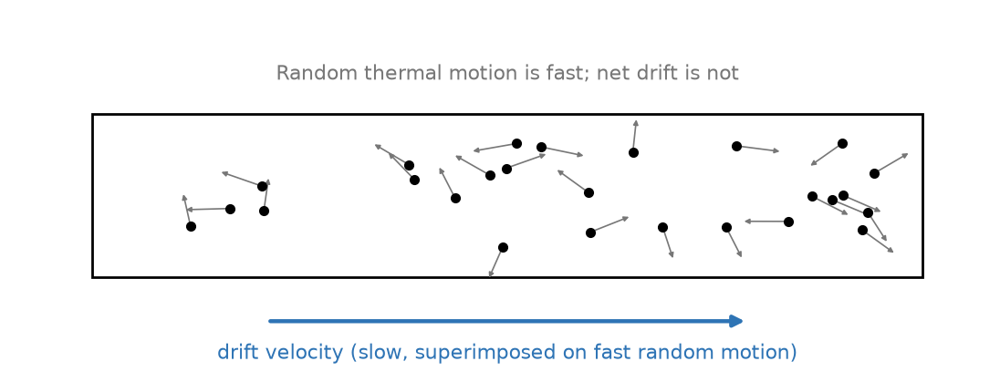 Random thermal motion is fast; net drift is not
drift velocity (slow, superimposed on fast random motion)